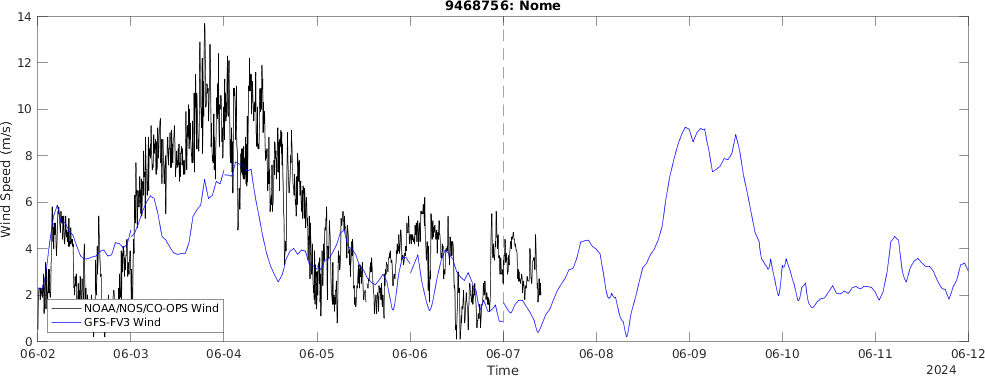 9468756: Nome
Wind Speed (m/s)
14
12
10
8
6
4
2
0
NOAA/NOS/CO-OPS Wind
GFS-FV3 Wind
06-02 06-03 06-04 06-05 06-06 06-07 06-08 06-09 06-10 06-11 06-12
Time
2024